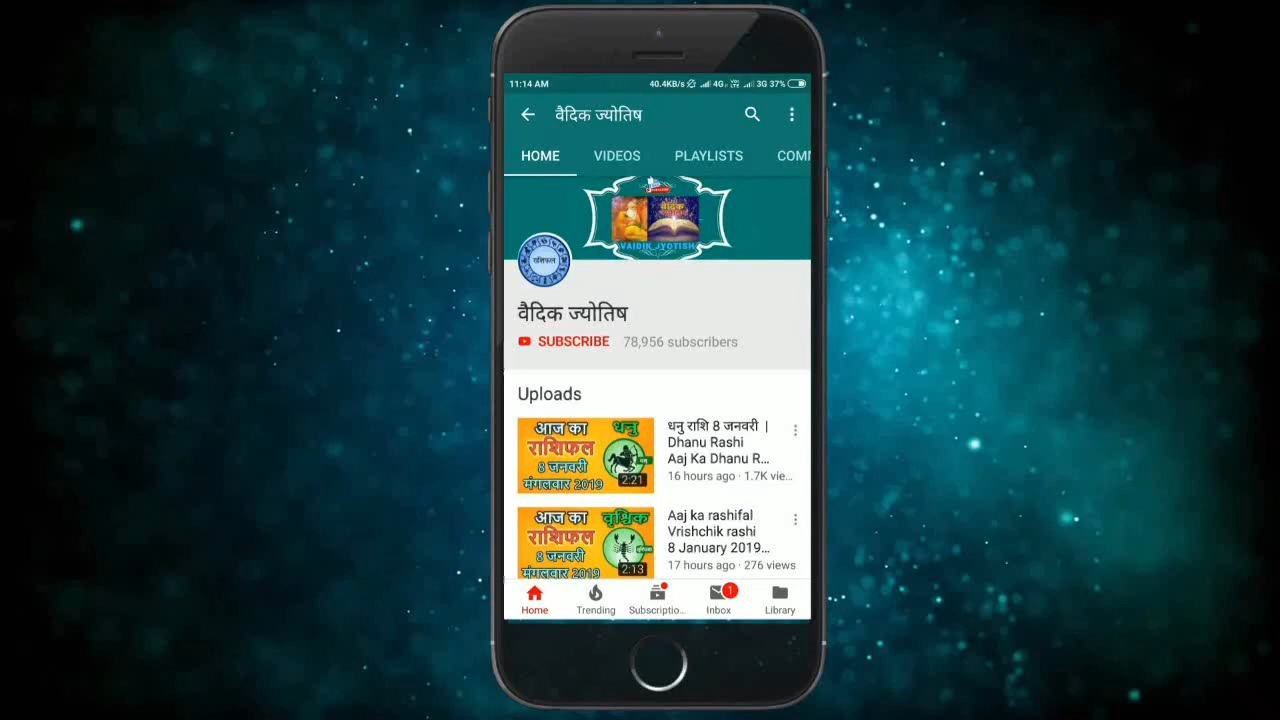 11:14 AM 40.4KB/s 4G VoLTE 3G 37%
वैदिक ज्योतिष
HOME VIDEOS PLAYLISTS COMM
वैदिक
VAIDIK JYOTISH
राशिफल
वैदिक ज्योतिष
SUBSCRIBE 78,956 subscribers
Uploads
आज का धनु
राशिफल
8 जनवरी
मंगलवार 2019
2:21
धनु राशि 8 जनवरी |
Dhanu Rashi
Aaj Ka Dhanu R...
16 hours ago · 1.7K vie...
आज का वृश्चिक
राशिफल
8 जनवरी
मंगलवार 2019
2:13
Aaj ka rashifal
Vrishchik rashi
8 January 2019...
17 hours ago · 276 views
1
Home Trending Subscriptio... Inbox Library